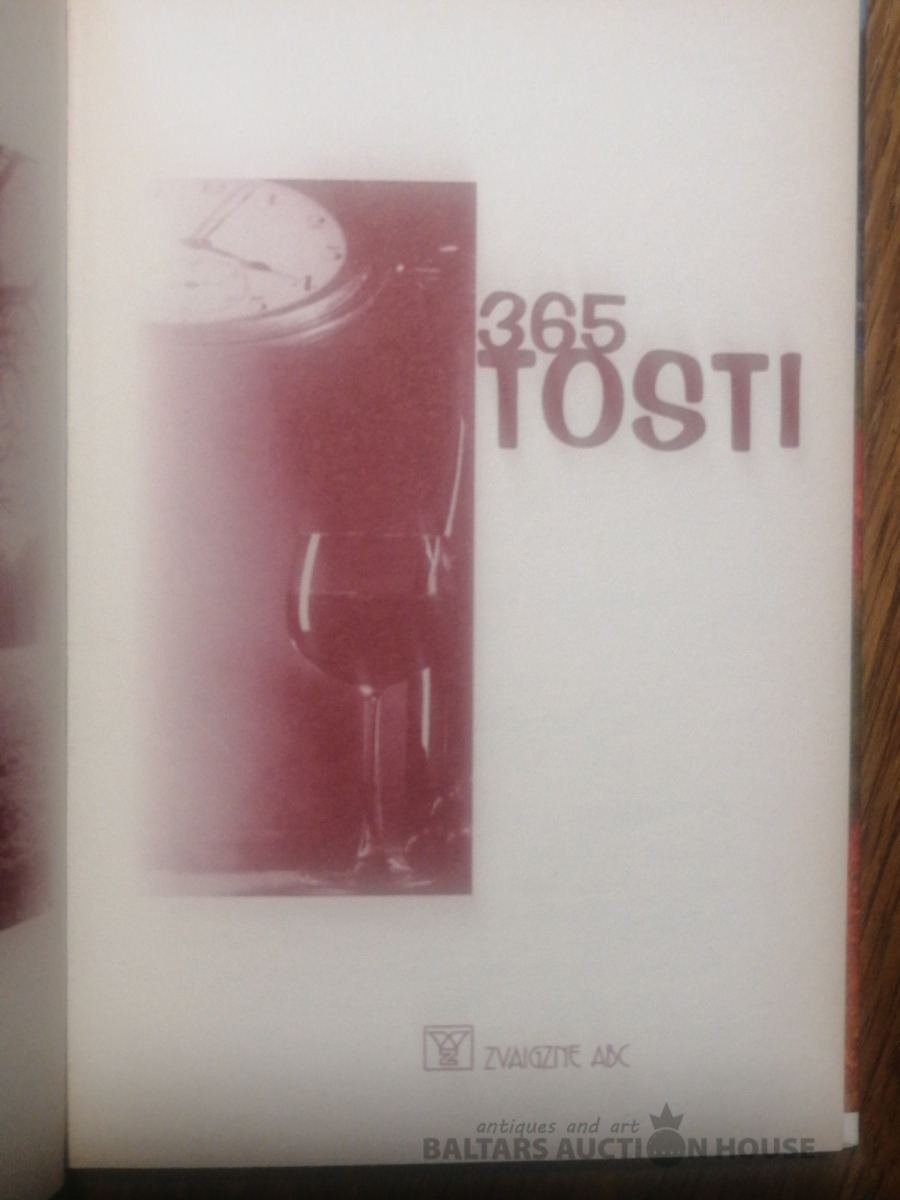 365
TOSTI
ZVAIGZNE ABC
antiques and art
BALTARS AUCTION HOUSE